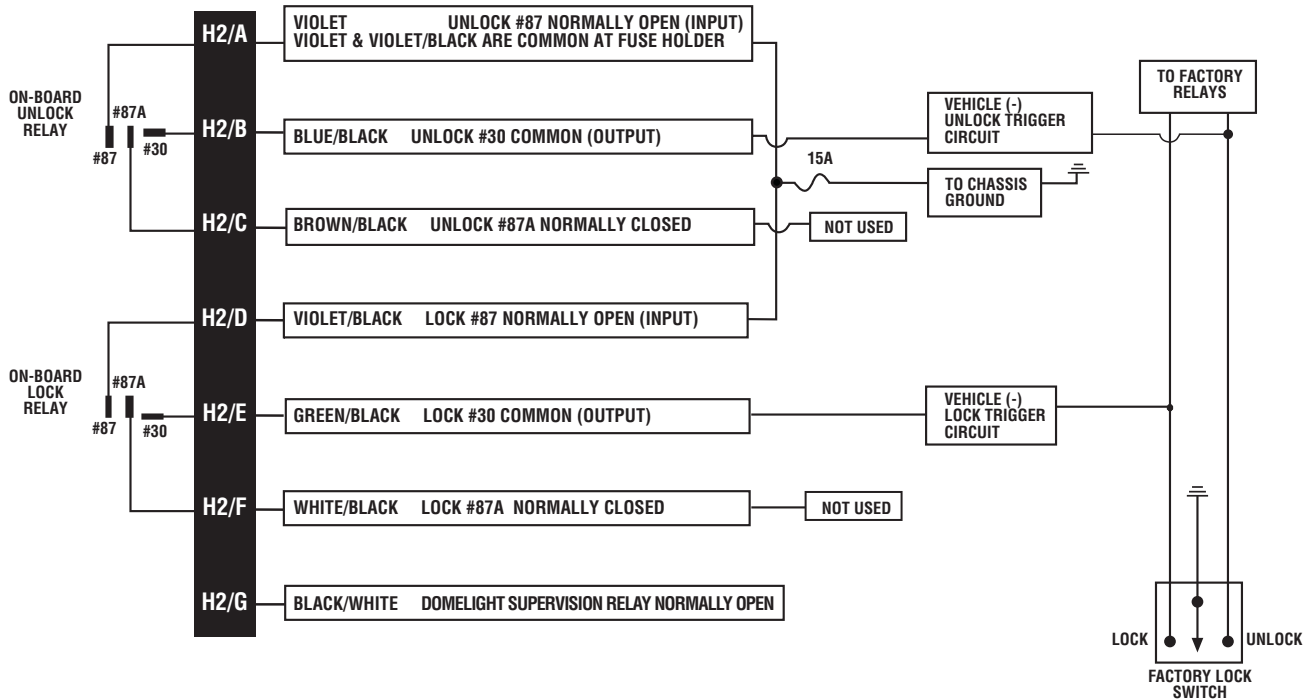 ON-BOARD
UNLOCK
RELAY
#87A
#87
#30
H2/A
VIOLET UNLOCK #87 NORMALLY OPEN (INPUT)
VIOLET & VIOLET/BLACK ARE COMMON AT FUSE HOLDER
H2/B
BLUE/BLACK UNLOCK #30 COMMON (OUTPUT)
VEHICLE (-)
UNLOCK TRIGGER
CIRCUIT
TO FACTORY
RELAYS
15A
TO CHASSIS
GROUND
H2/C
BROWN/BLACK UNLOCK #87A NORMALLY CLOSED
NOT USED
H2/D
VIOLET/BLACK LOCK #87 NORMALLY OPEN (INPUT)
ON-BOARD
LOCK
RELAY
#87A
#87
#30
H2/E
GREEN/BLACK LOCK #30 COMMON (OUTPUT)
VEHICLE (-)
LOCK TRIGGER
CIRCUIT
H2/F
WHITE/BLACK LOCK #87A NORMALLY CLOSED
NOT USED
H2/G
BLACK/WHITE DOMELIGHT SUPERVISION RELAY NORMALLY OPEN
LOCK
UNLOCK
FACTORY LOCK
SWITCH